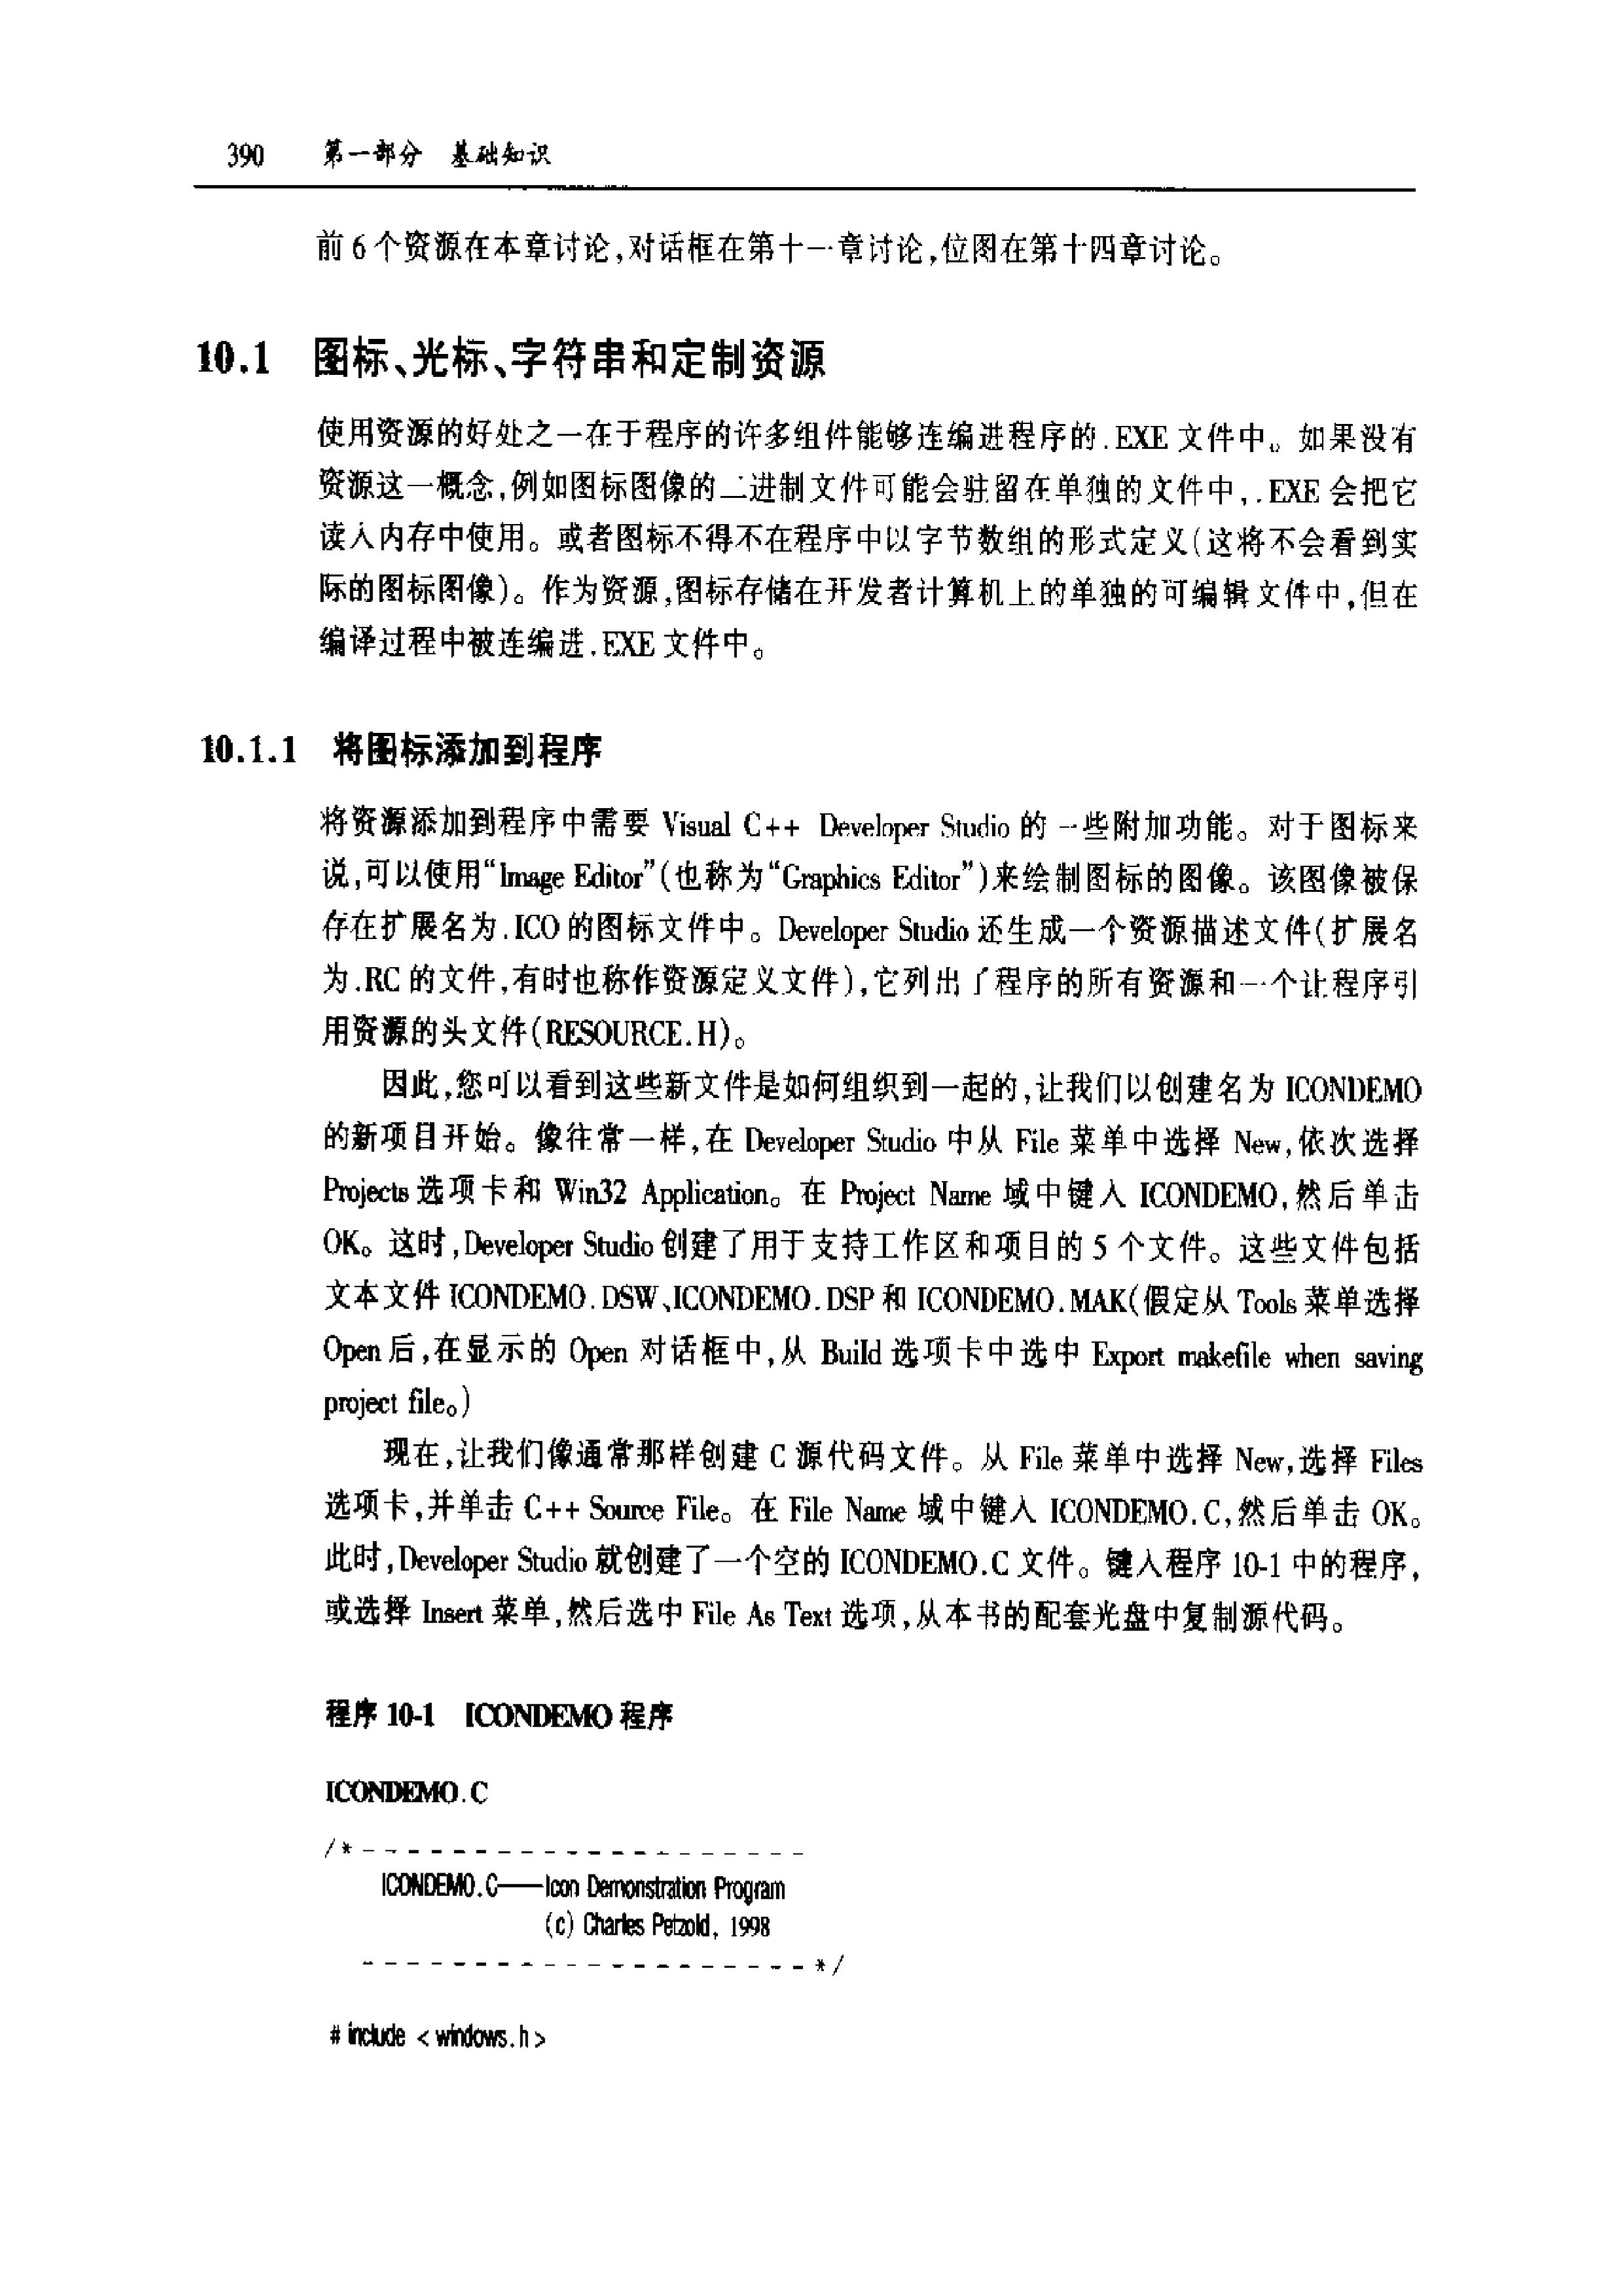 390 第一部分 基础知识
前6个资源在本章讨论,对话框在第十一章讨论,位图在第十四章讨论。
10.1 图标、光标、字符串和定制资源
使用资源的好处之一在于程序的许多组件能够连编进程序的.EXE文件中。如果没有
资源这一概念,例如图标图像的二进制文件可能会驻留在单独的文件中,.EXE会把它
读入内存中使用。或者图标不得不在程序中以字节数组的形式定义(这将不会看到实
际的图标图像)。作为资源,图标存储在开发者计算机上的单独的可编辑文件中,但在
编译过程中被连编进.EXE文件中。
10.1.1 将图标添加到程序
将资源添加到程序中需要 Visual C++ Developer Studio 的一些附加功能。对于图标来
说,可以使用“Image Editor”(也称为“Graphics Editor”)来绘制图标的图像。该图像被保
存在扩展名为.ICO的图标文件中。Developer Studio还生成一个资源描述文件(扩展名
为.RC的文件,有时也称作资源定义文件),它列出了程序的所有资源和一个让程序引
用资源的头文件(RESOURCE.H)。
因此,您可以看到这些新文件是如何组织到一起的,让我们以创建名为 ICONDEMO
的新项目开始。像往常一样,在 Developer Studio 中从 File 菜单中选择 New,依次选择
Projects 选项卡和 Win32 Application。在 Project Name 域中键入 ICONDEMO,然后单击
OK。这时,Developer Studio 创建了用于支持工作区和项目的 5 个文件。这些文件包括
文本文件 ICONDEMO.DSW、ICONDEMO.DSP 和 ICONDEMO.MAK(假定从 Tools 菜单选择
Open 后,在显示的 Open 对话框中,从 Build 选项卡中选中 Export makefile when saving
project file。)
现在,让我们像通常那样创建 C 源代码文件。从 File 菜单中选择 New,选择 Files
选项卡,并单击 C++ Source File。在 File Name 域中键入 ICONDEMO.C,然后单击 OK。
此时,Developer Studio 就创建了一个空的 ICONDEMO.C 文件。键入程序 10-1 中的程序,
或选择 Insert 菜单,然后选中 File As Text 选项,从本书的配套光盘中复制源代码。
程序 10-1 ICONDEMO 程序
ICONDEMO.C
/*--------------------
ICONDEMO.C——Icon Demonstration Program
(c) Charles Petzold, 1998
--------------------*/
# include <windows.h>